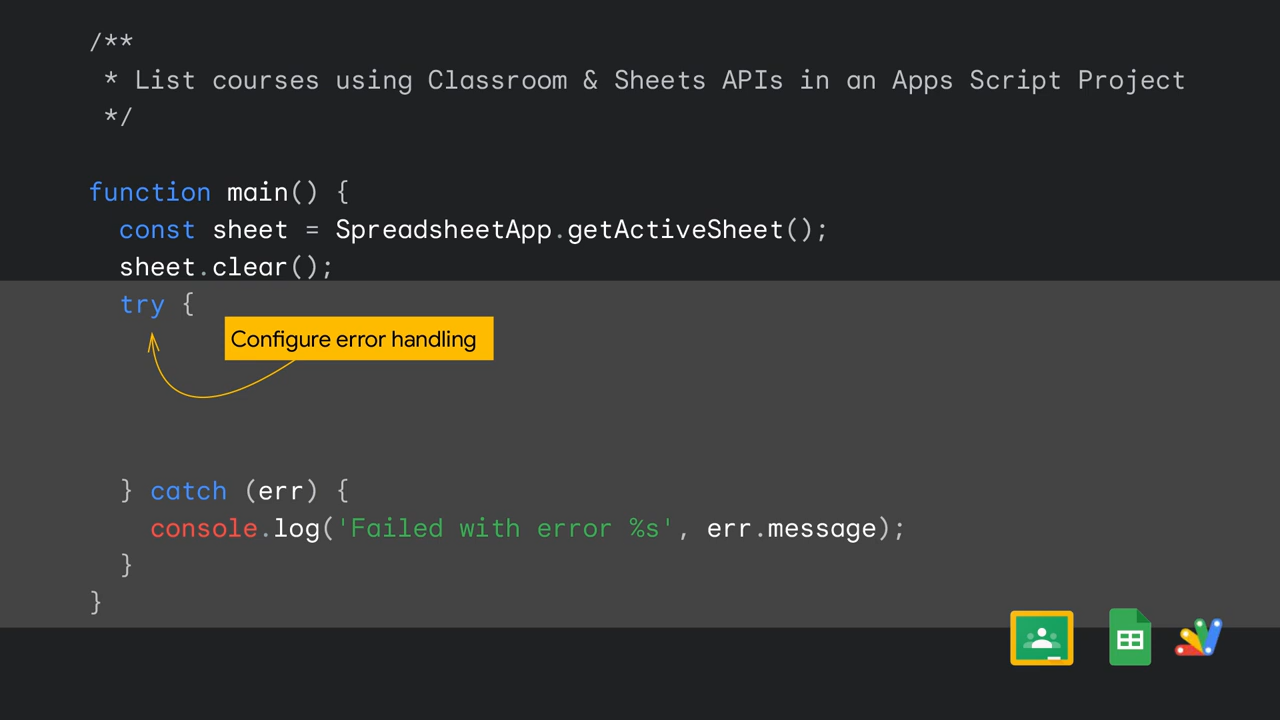 /**
 * List courses using Classroom & Sheets APIs in an Apps Script Project
 */
function main() {
  const sheet = SpreadsheetApp.getActiveSheet();
  sheet.clear();
  try {
Configure error handling
  } catch (err) {
    console.log('Failed with error %s', err.message);
  }
}